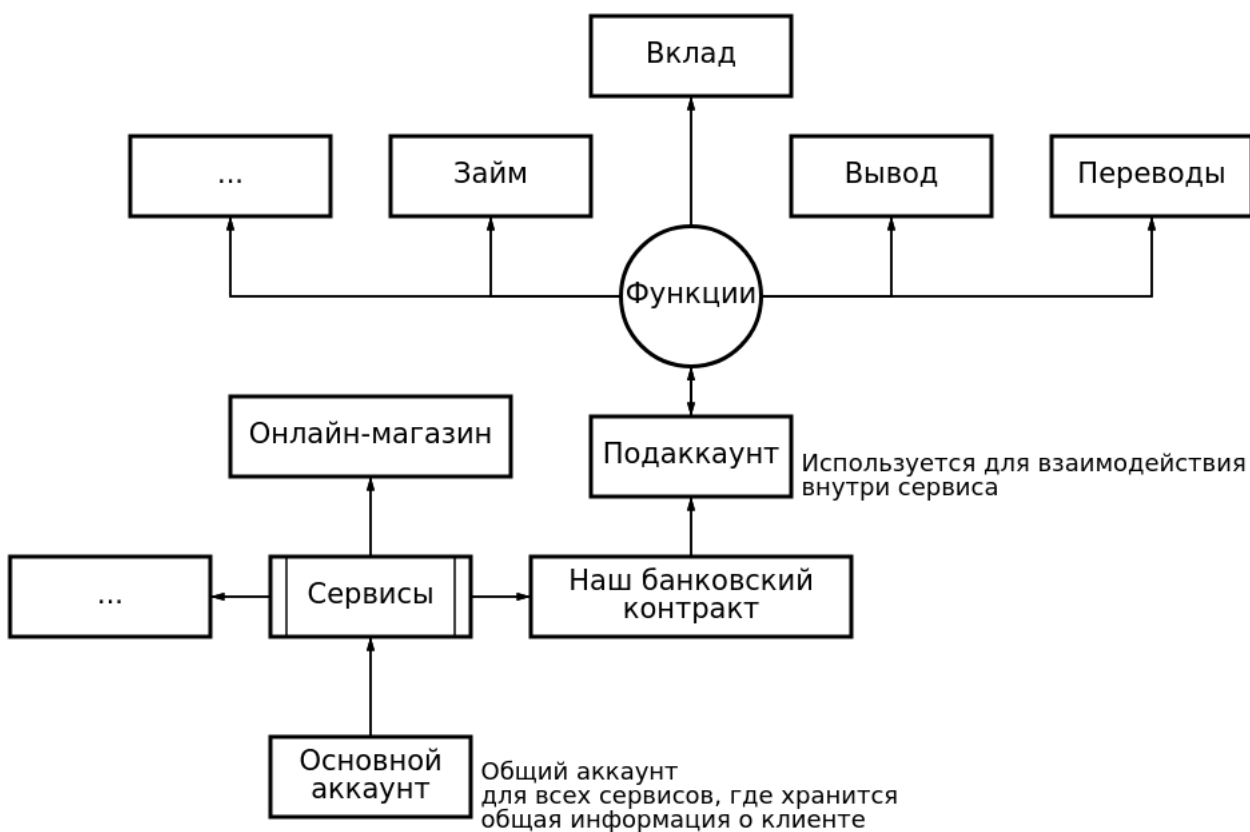 Вклад
...
Займ
Вывод
Переводы
Функции
Онлайн-магазин
Подаккаунт
Используется для взаимодействия
внутри сервиса
...
Сервисы
Наш банковский
контракт
Основной
аккаунт
Общий аккаунт
для всех сервисов, где хранится
общая информация о клиенте